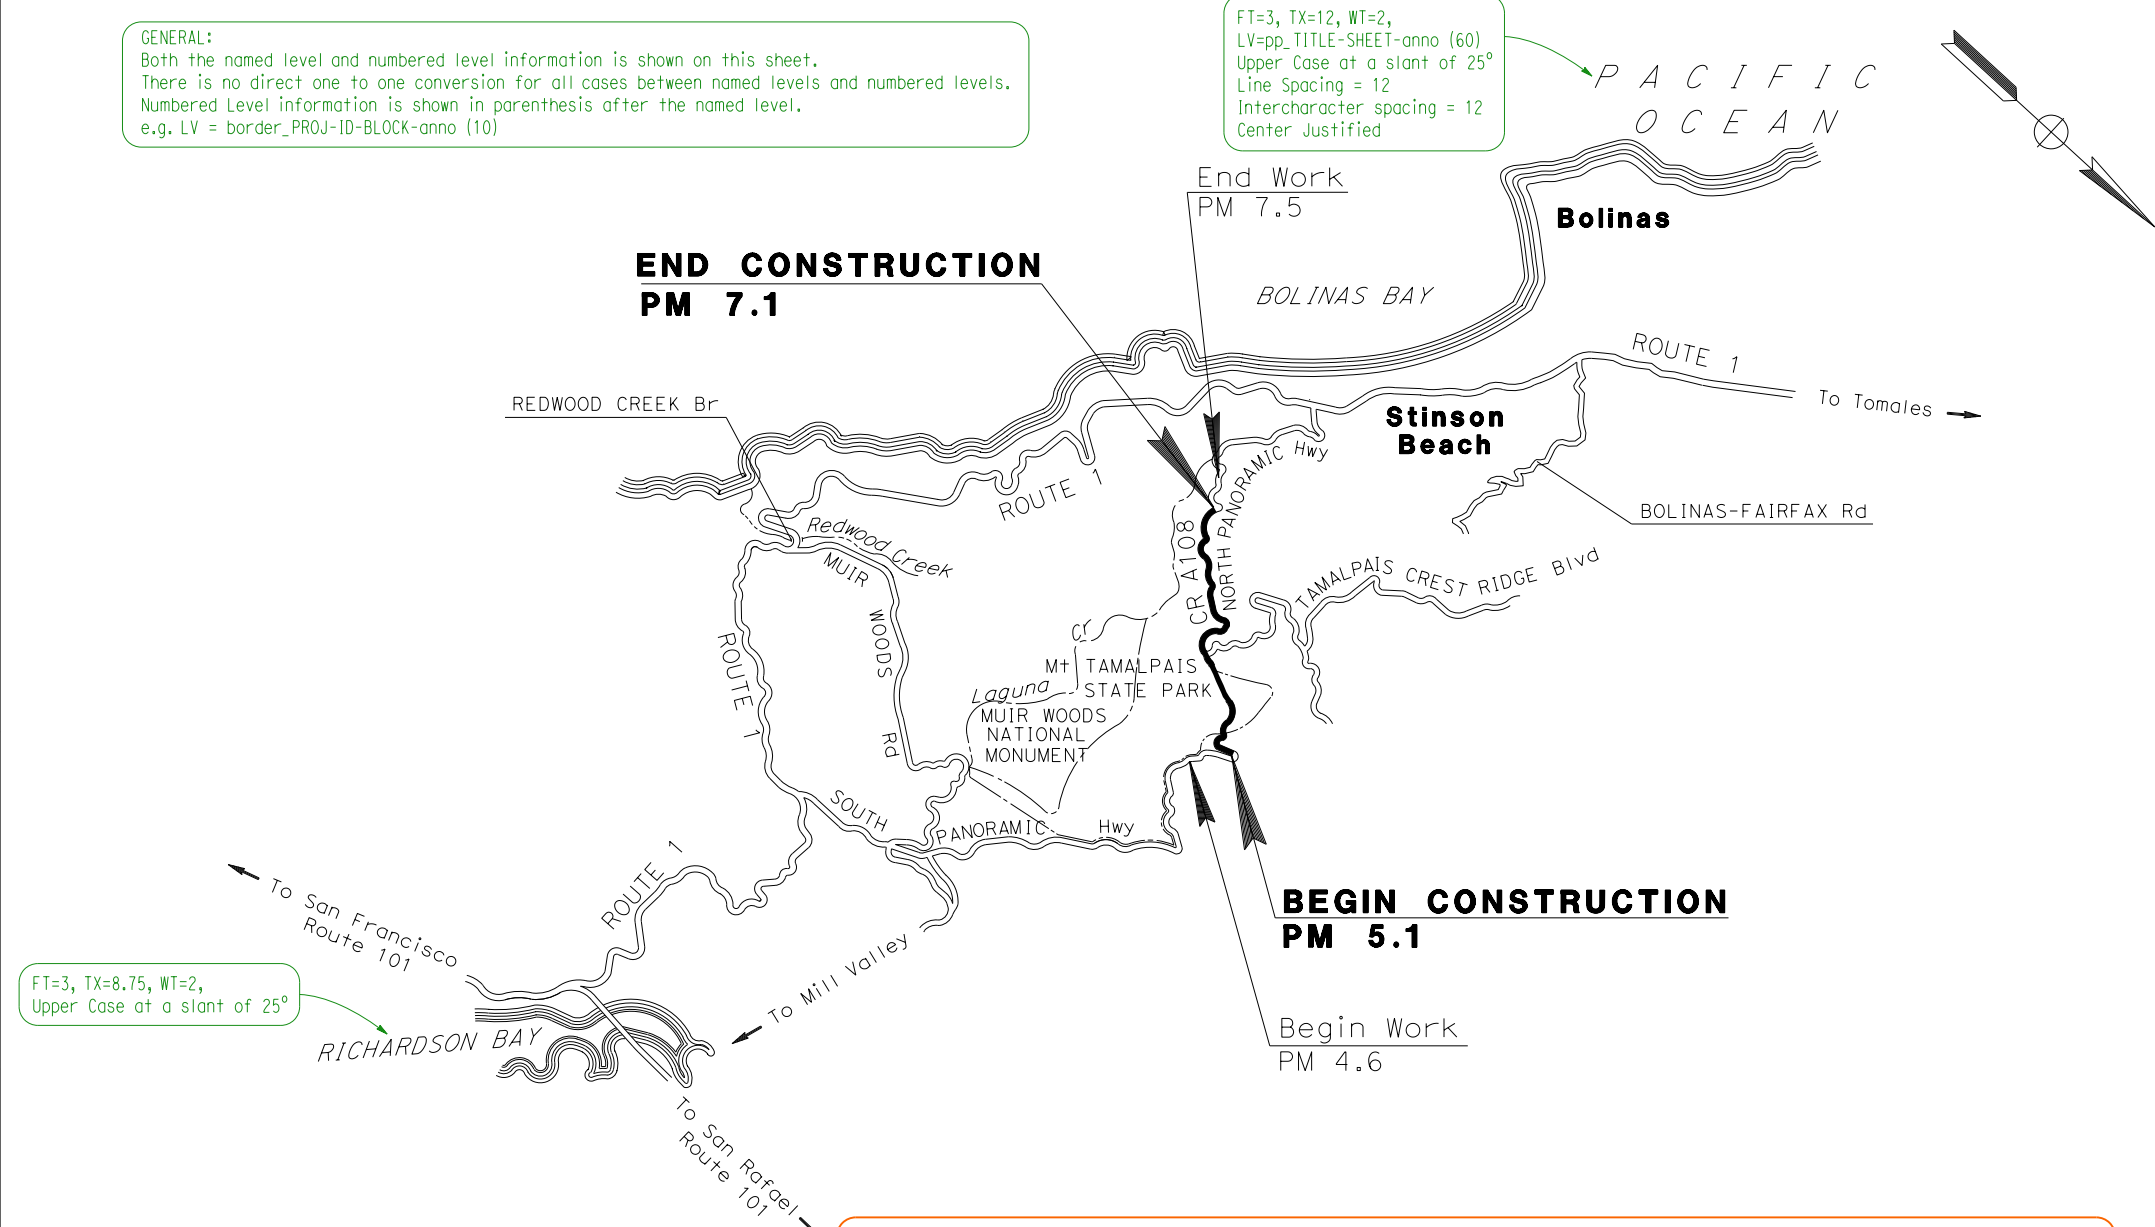 GENERAL:
Both the named level and numbered level information is shown on this sheet.
There is no direct one to one conversion for all cases between named levels and numbered levels.
Numbered Level information is shown in parenthesis after the named level.
e.g. LV = border_PROJ-ID-BLOCK-anno (10)
FT=3, TX=12, WT=2,
LV=pp_TITLE-SHEET-anno (60)
Upper Case at a slant of 25°
Line Spacing = 12
Intercharacter spacing = 12
Center Justified
PACIFIC
OCEAN
End Work
PM 7.5
Bolinas
END CONSTRUCTION
PM 7.1
BOLINAS BAY
ROUTE 1
To Tomales
REDWOOD CREEK Br
Stinson
Beach
NORTH PANORAMIC Hwy
ROUTE 1
BOLINAS-FAIRFAX Rd
Redwood Creek
CR A108
MUIR WOODS Rd
TAMALPAIS CREST RIDGE Blvd
ROUTE 1
Laguna Cr
Mt TAMALPAIS
STATE PARK
MUIR WOODS
NATIONAL
MONUMENT
SOUTH PANORAMIC Hwy
ROUTE 1
BEGIN CONSTRUCTION
PM 5.1
To San Francisco
Route 101
To Mill Valley
FT=3, TX=8.75, WT=2,
Upper Case at a slant of 25°
RICHARDSON BAY
Begin Work
PM 4.6
To San Rafael
Route 101